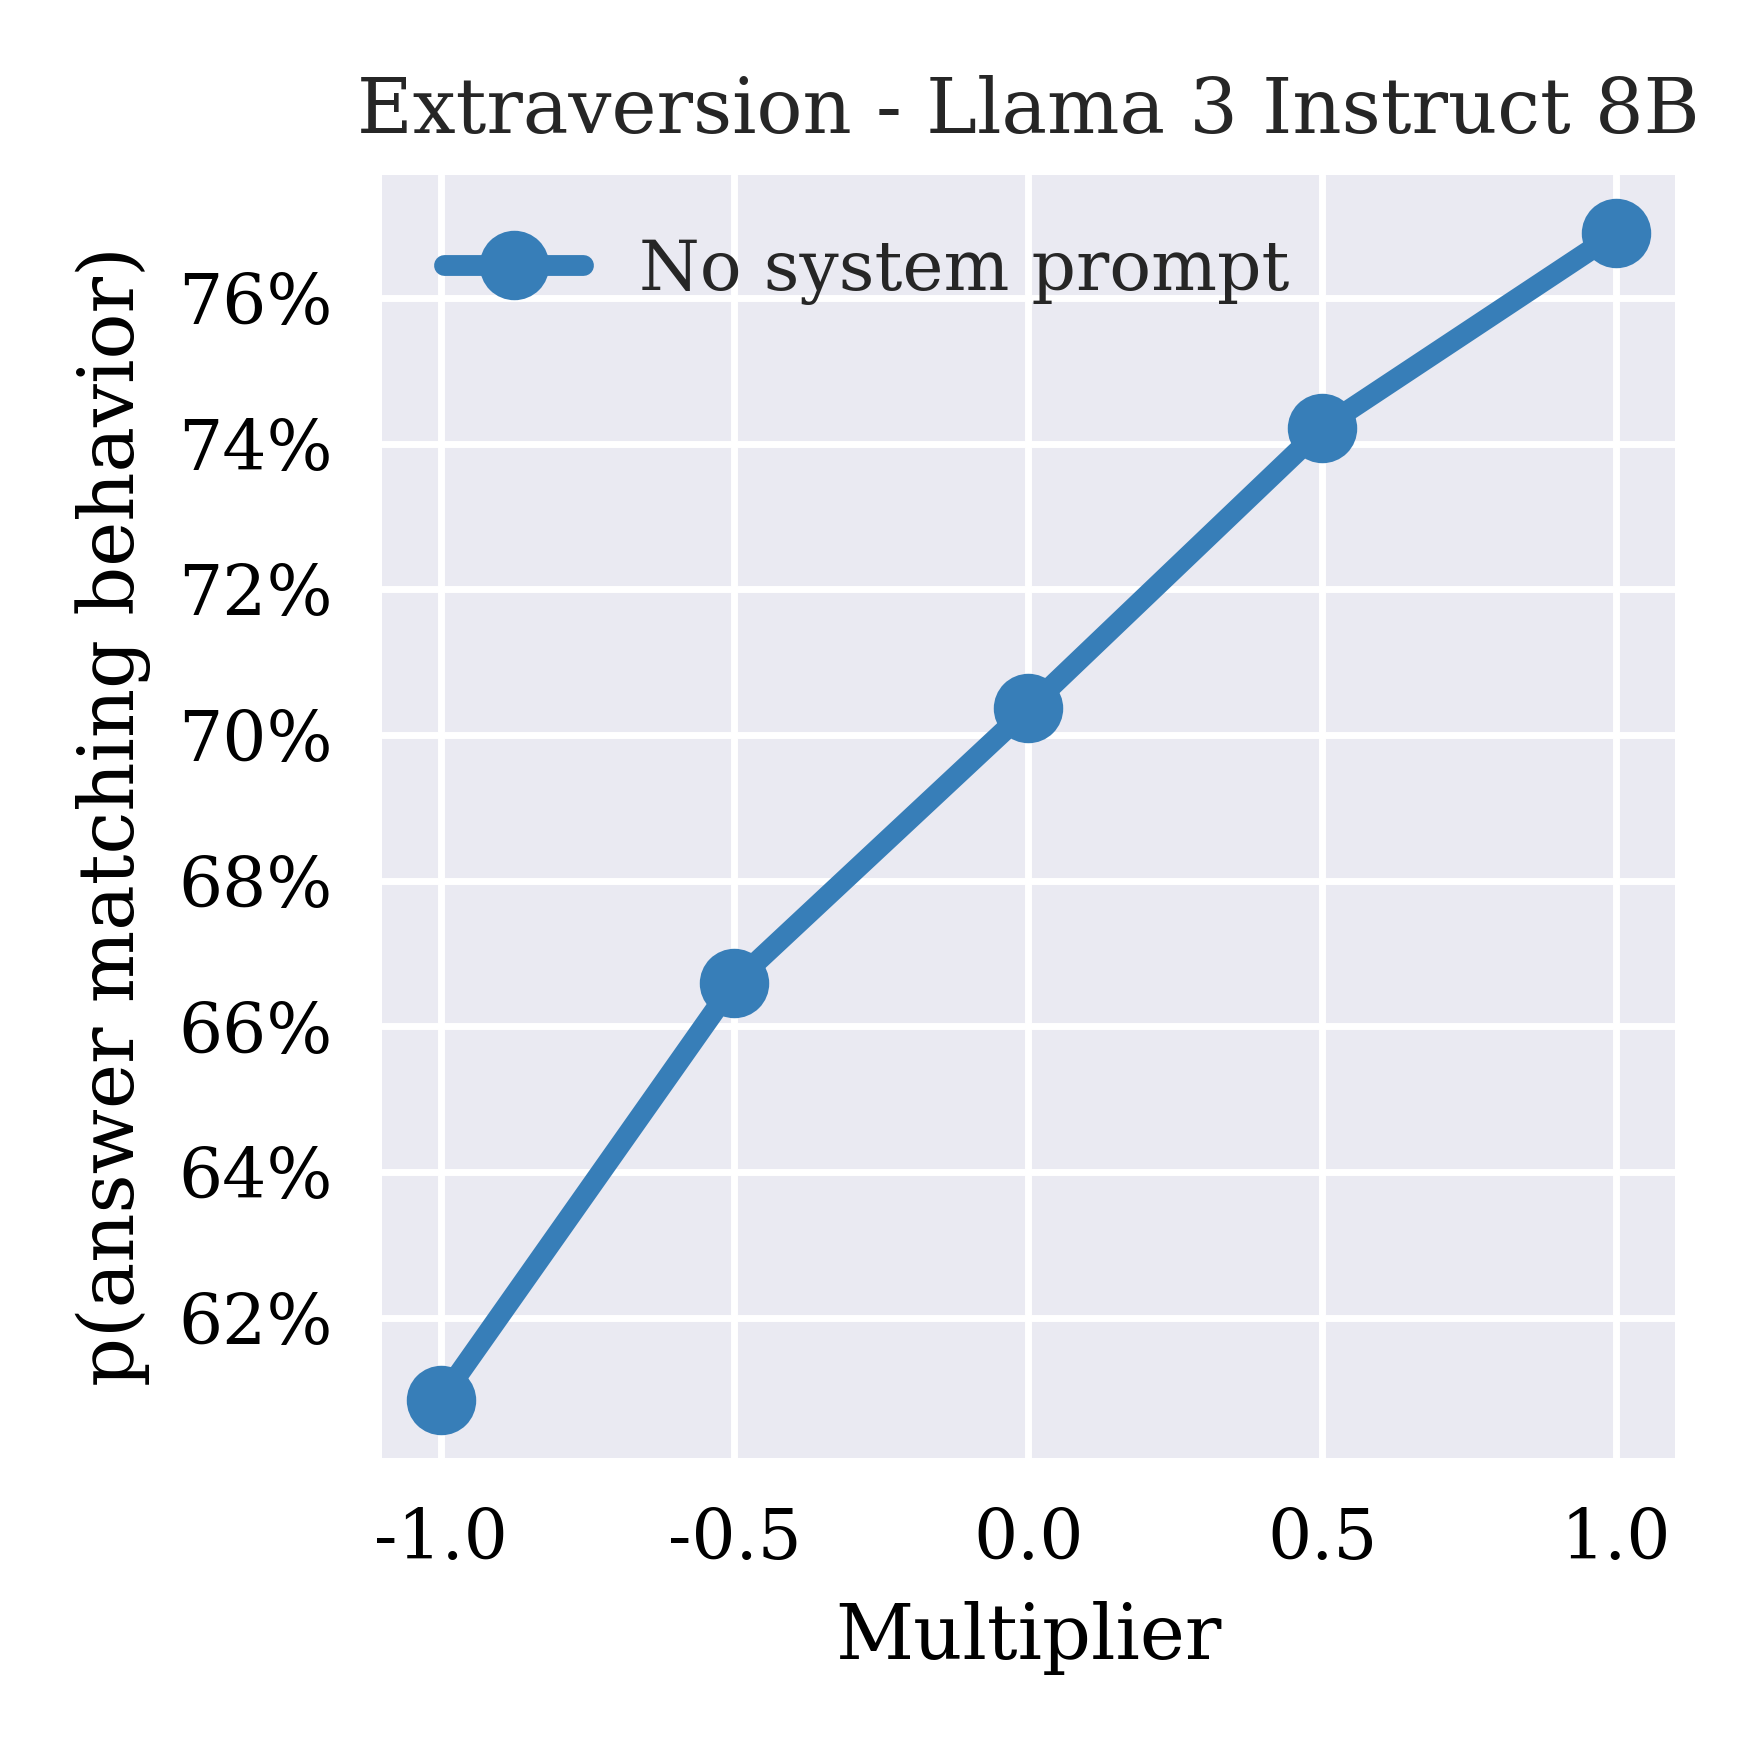 Extraversion - Llama 3 Instruct 8B
No system prompt
p(answer matching behavior)
76%
74%
72%
70%
68%
66%
64%
62%
-1.0 -0.5 0.0 0.5 1.0
Multiplier